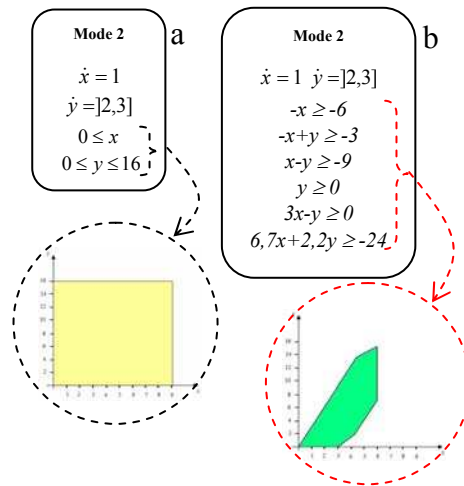 a
Mode 2
ẋ = 1
ẏ = ]2,3]
0 ≤ x
0 ≤ y ≤ 16
b
Mode 2
ẋ = 1 ẏ = ]2,3]
-x ≥ -6
-x+y ≥ -3
x-y ≥ -9
y ≥ 0
3x-y ≥ 0
6,7x+2,2y ≥ -24